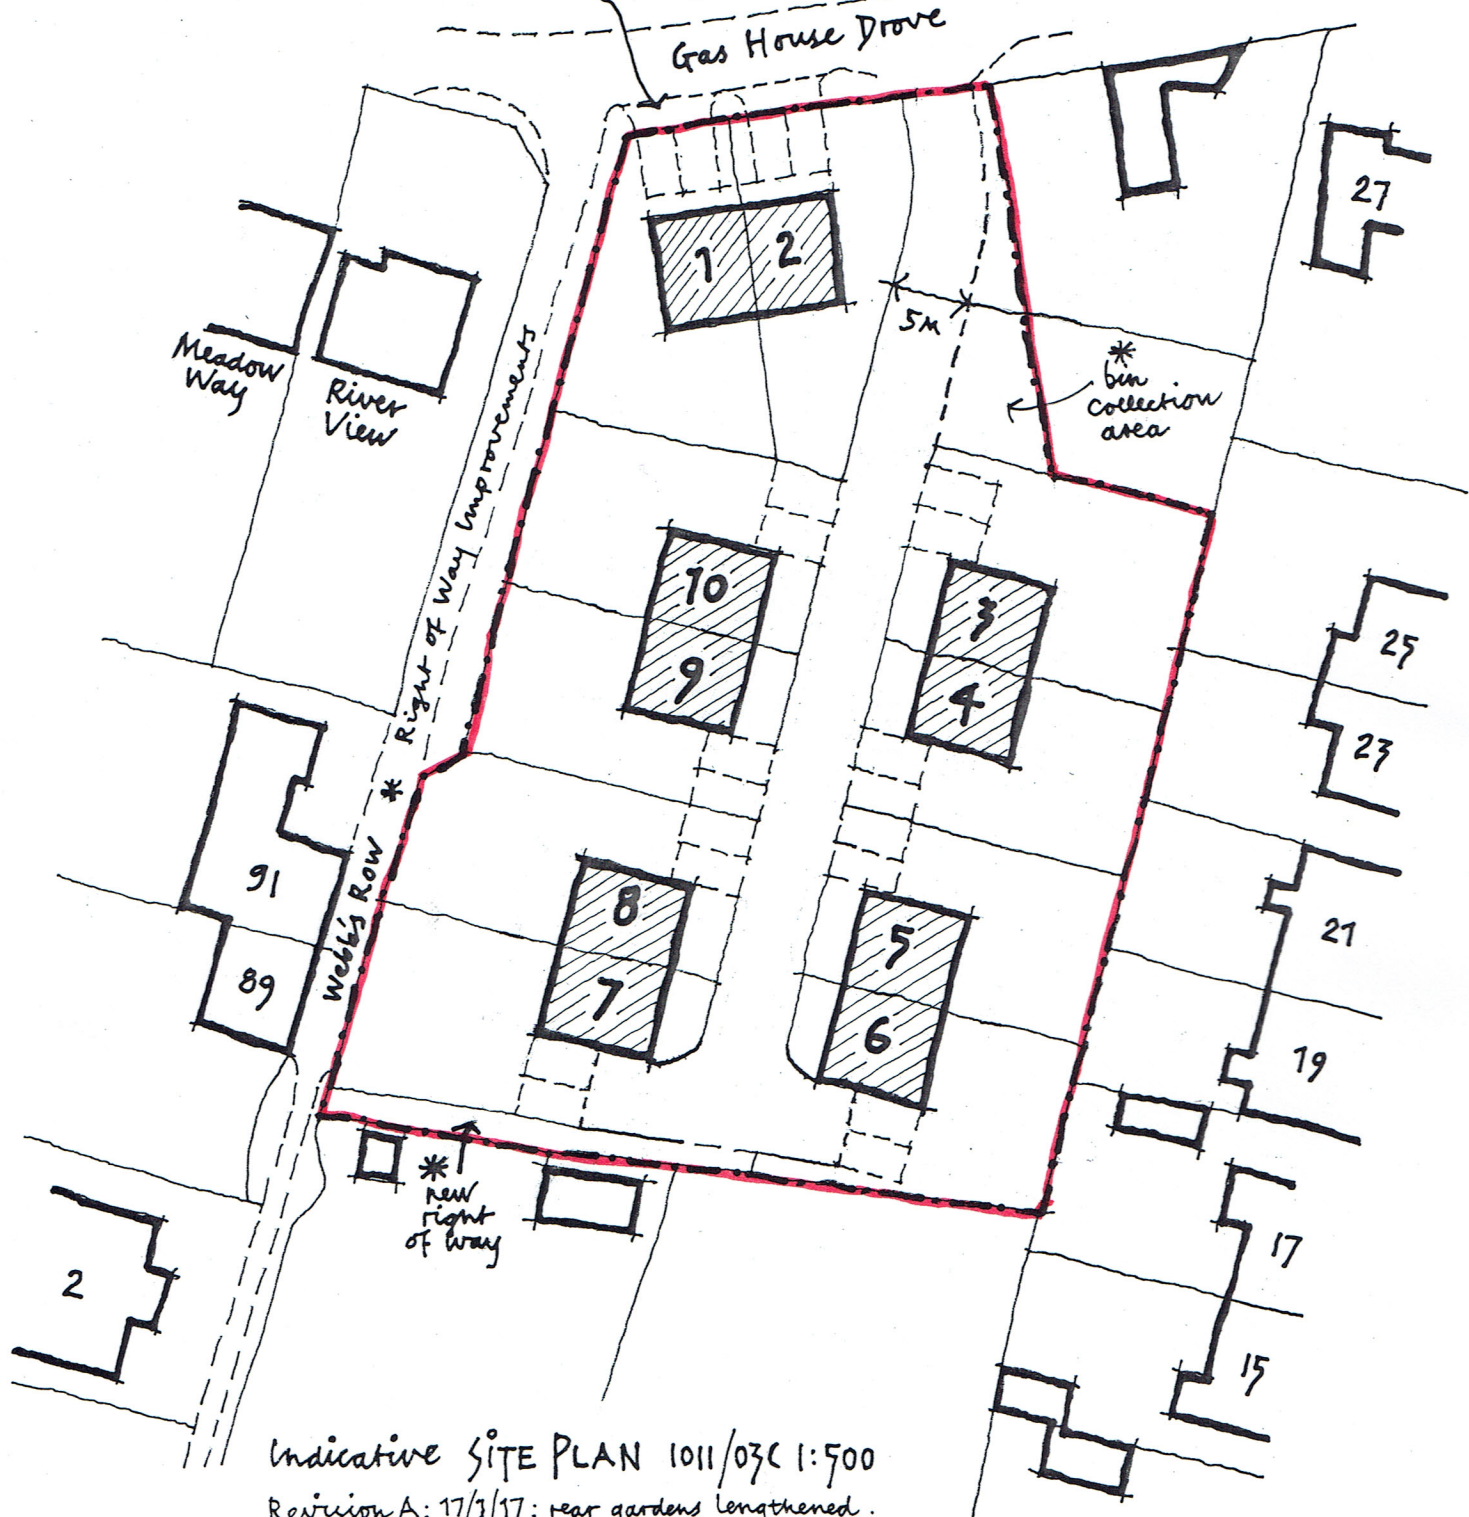 Gas House Drove
27
1
2
5M
*
bin
collection
area
Meadow
Way
River
View
Right of Way Improvements
10
9
3
4
25
23
*
91
89
Webb's Row
8
7
5
6
21
19
*
new
right
of way
2
17
15
Indicative SITE PLAN 1011/03C 1:500
Revision A: 17/3/17: rear gardens lengthened.